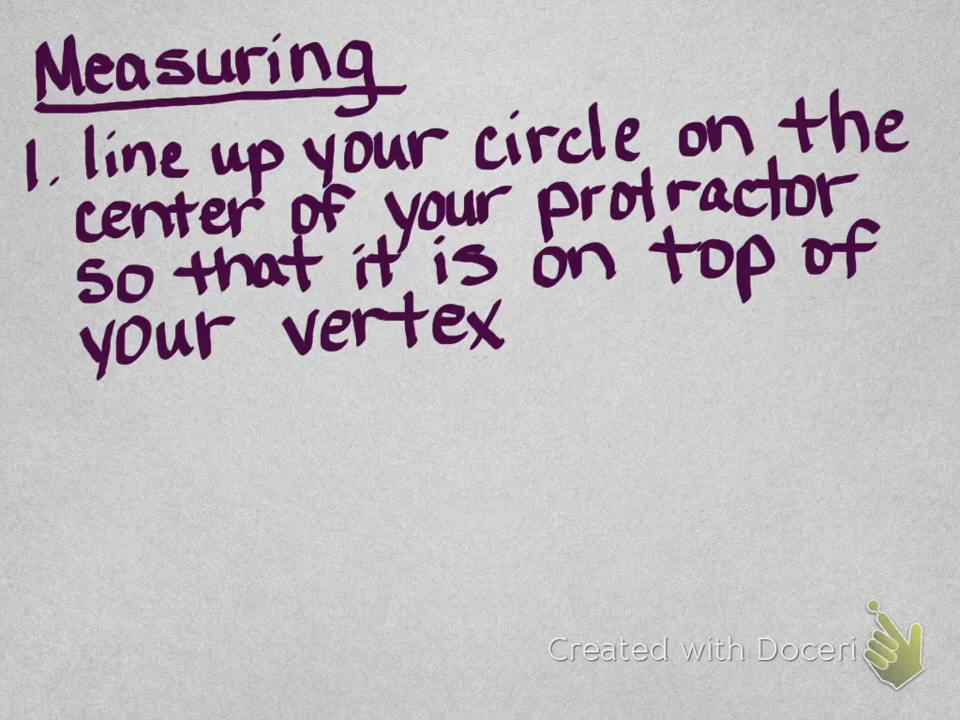 Measuring
1. line up your circle on the
center of your protractor
so that it is on top of
your vertex
Created with Doceri